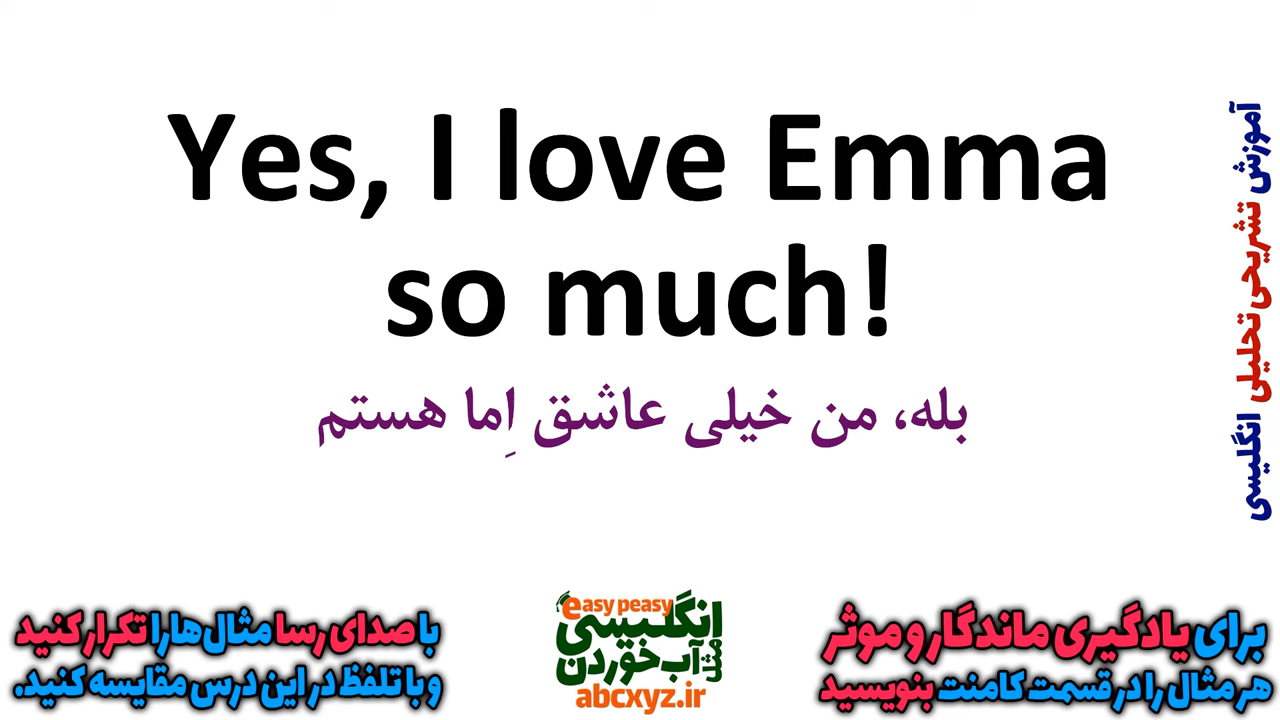 Yes, I love Emma
so much!
بله، من خیلی عاشق اِما هستم
آموزش تشریحی تحلیلی انگلیسی
برای یادگیری ماندگار و موثر
هر مثال را در قسمت کامنت بنویسید
easy peasy
انگلیسی
مثل آب خوردن
abcxyz.ir
با صدای رسا مثال‌ها را تکرار کنید
و با تلفظ در این درس مقایسه کنید.